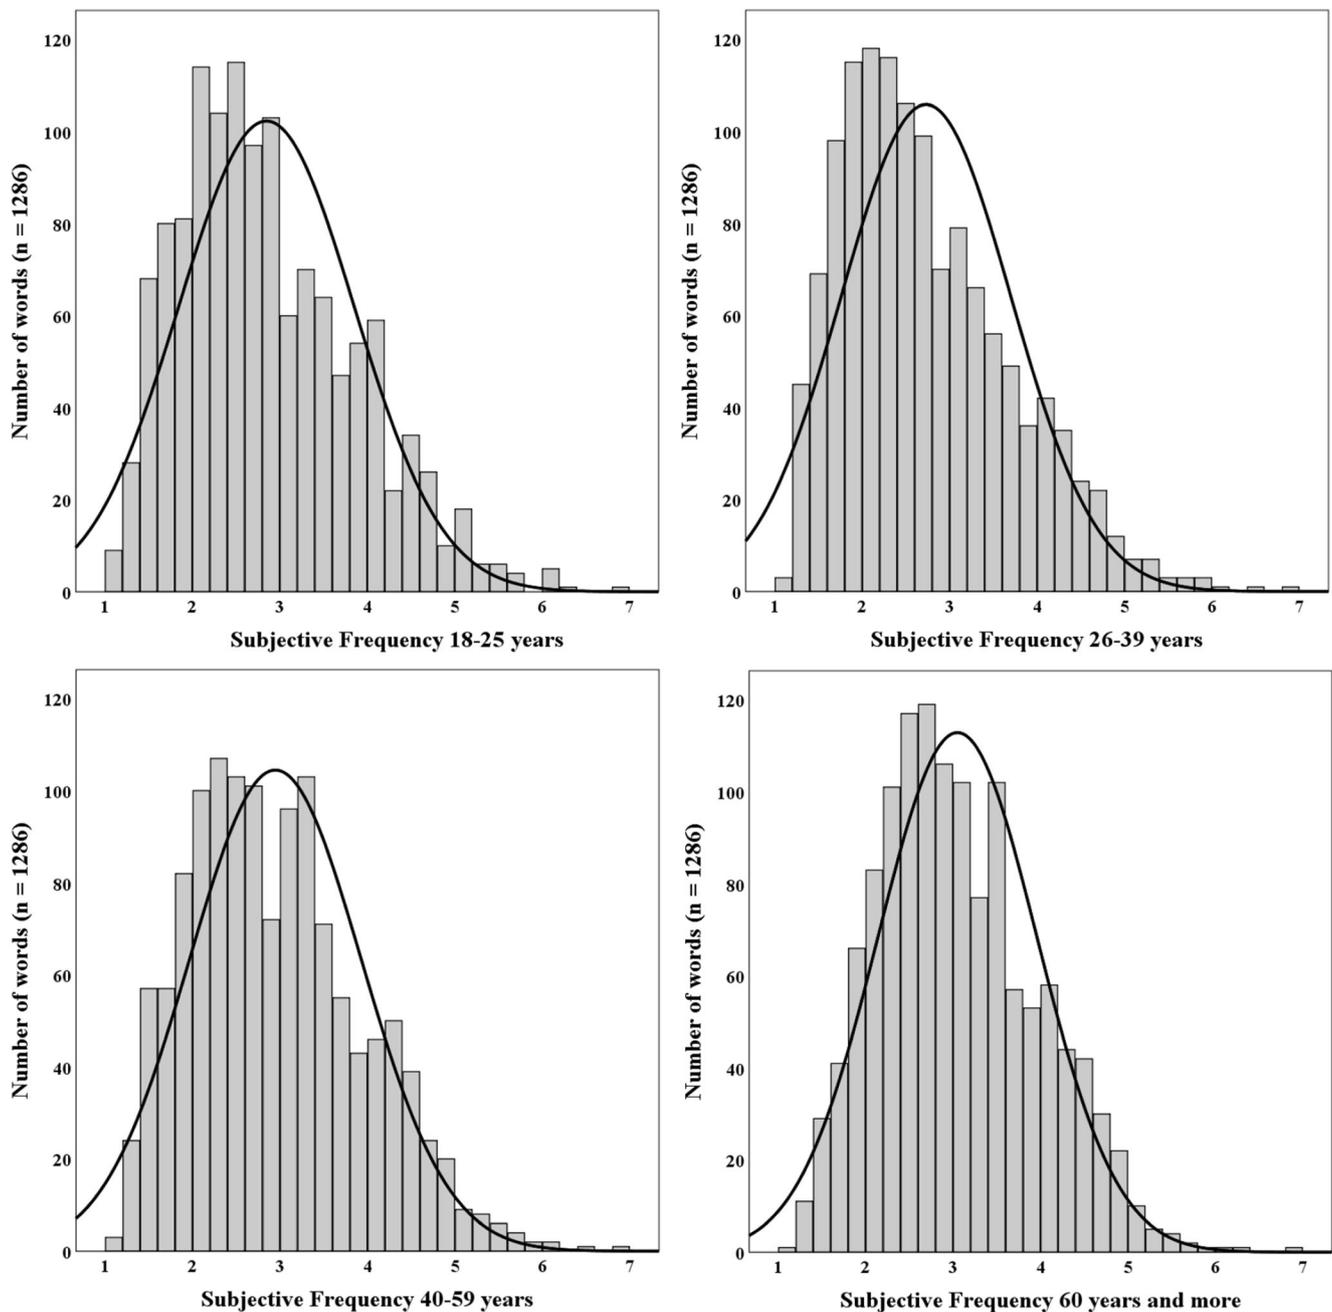 Number of words (n = 1286)
120
100
80
60
40
20
0
1 2 3 4 5 6 7
Subjective Frequency 18-25 years
Number of words (n = 1286)
120
100
80
60
40
20
0
1 2 3 4 5 6 7
Subjective Frequency 26-39 years
Number of words (n = 1286)
120
100
80
60
40
20
0
1 2 3 4 5 6 7
Subjective Frequency 40-59 years
Number of words (n = 1286)
120
100
80
60
40
20
0
1 2 3 4 5 6 7
Subjective Frequency 60 years and more